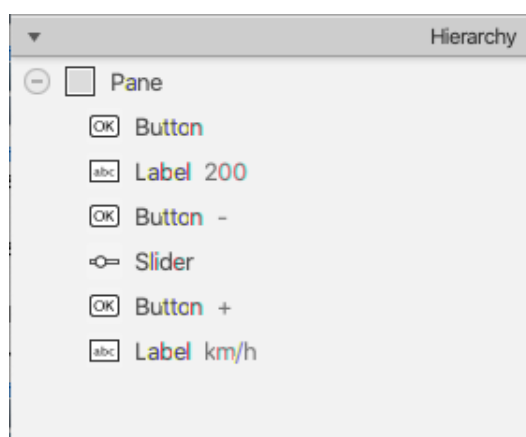 Hierarchy
Pane
OK Button
abc Label 200
OK Button -
Slider
OK Button +
abc Label km/h